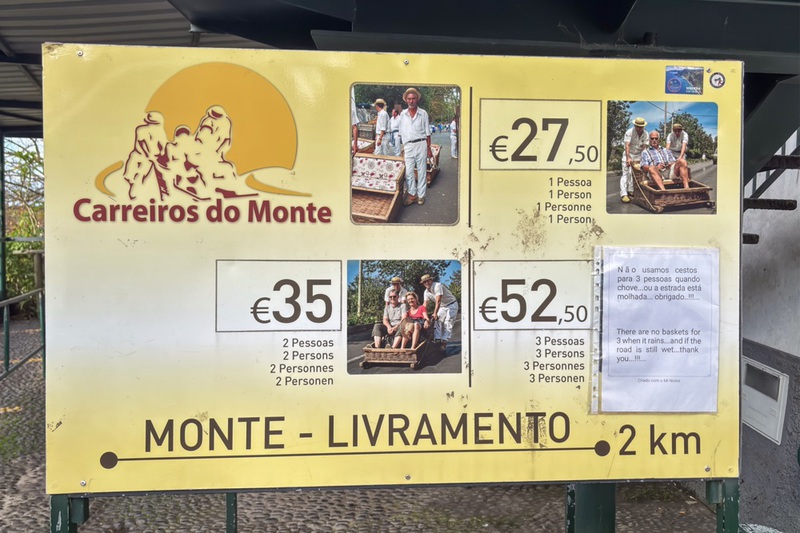 Carreiros do Monte
€27,50
1 Pessoa
1 Person
1 Personne
1 Person
€35
2 Pessoas
2 Persons
2 Personnes
2 Personen
€52,50
3 Pessoas
3 Persons
3 Personnes
3 Personen
Não usamos cestos
para 3 pessoas quando
chove...ou a estrada está
molhada... obrigado..!!!..
There are no baskets for
3 when it rains...and if the
road is still wet...thank
you...!!!...
MONTE - LIVRAMENTO
2 km